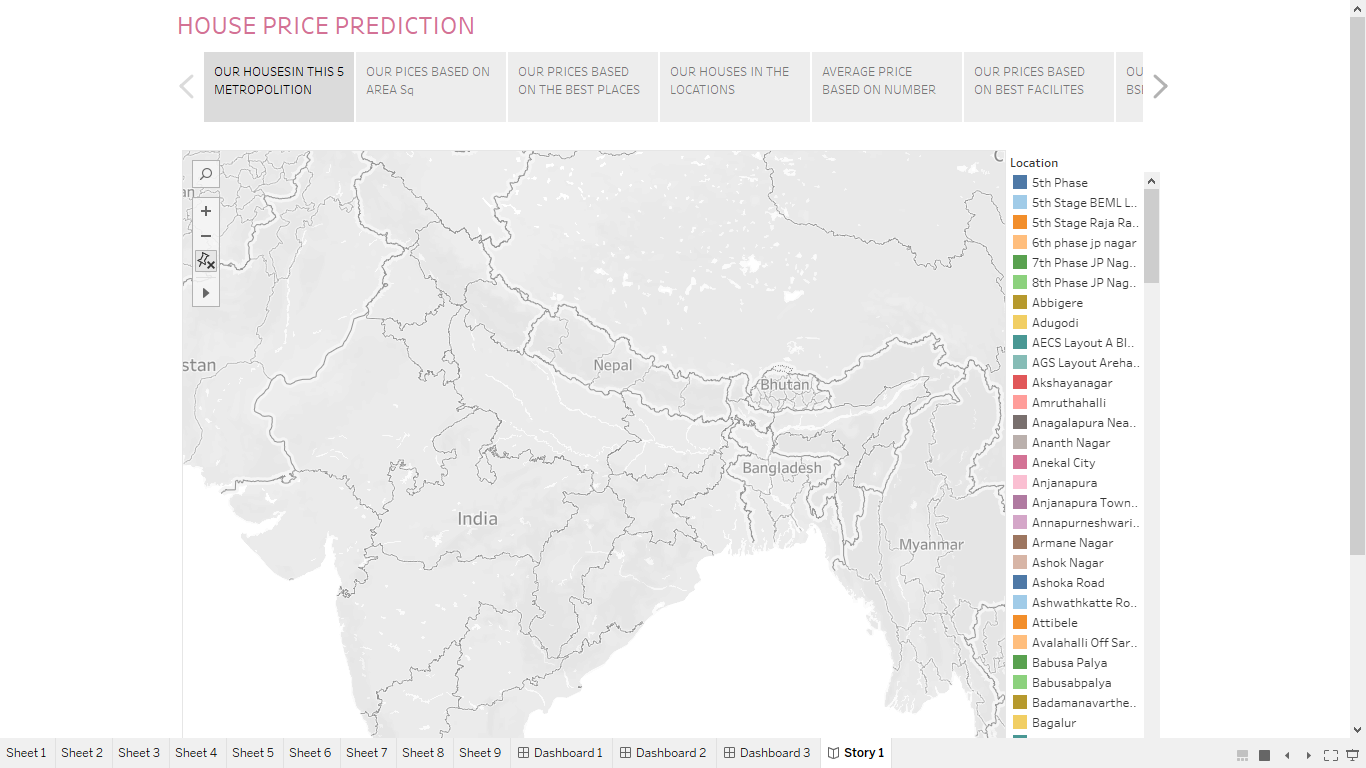 HOUSE PRICE PREDICTION
OUR HOUSESIN THIS 5
METROPOLITION
OUR PICES BASED ON
AREA Sq
OUR PRICES BASED
ON THE BEST PLACES
OUR HOUSES IN THE
LOCATIONS
AVERAGE PRICE
BASED ON NUMBER
OUR PRICES BASED
ON BEST FACILITES
OU
BSI
an
stan
Nepal
Bhutan
Bangladesh
India
Myanmar
C
Location
5th Phase
5th Stage BEML L..
5th Stage Raja Ra..
6th phase jp nagar
7th Phase JP Nag..
8th Phase JP Nag..
Abbigere
Adugodi
AECS Layout A Bl..
AGS Layout Areha..
Akshayanagar
Amruthahalli
Anagalapura Nea..
Ananth Nagar
Anekal City
Anjanapura
Anjanapura Town..
Annapurneshwari..
Armane Nagar
Ashok Nagar
Ashoka Road
Ashwathkatte Ro..
Attibele
Avalahalli Off Sar..
Babusa Palya
Babusabpalya
Badamanavarthe..
Bagalur
Sheet 1
Sheet 2
Sheet 3
Sheet 4
Sheet 5
Sheet 6
Sheet 7
Sheet 8
Sheet 9
Dashboard 1
Dashboard 2
Dashboard 3
Story 1